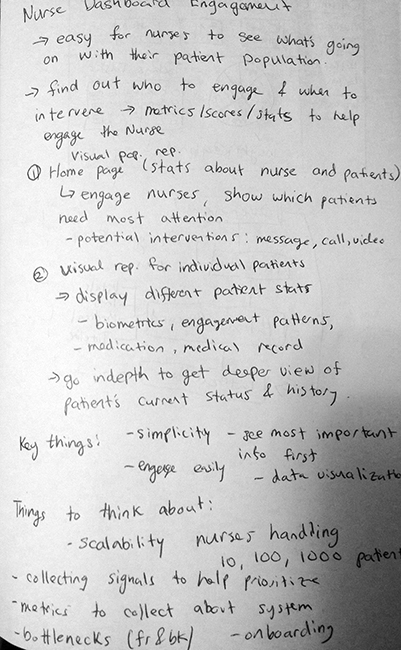 Nurse Dashboard Engagement
→ easy for nurses to see what's going
on with their patient population.
→ find out who to engage & when to
intervene → metrics/scores/stats to help
engage the Nurse
Visual pop. rep.
① Home page (stats about nurse and patients)
↳ engage nurses, show which patients
need most attention
- potential interventions: message, call, video
② visual rep. for individual patients
→ display different patient stats
- biometrics, engagement patterns,
- medication, medical record
→ go indepth to get deeper view of
patient's current status & history.
Key things: - simplicity - see most important
info first
- engage easily - data visualizatio
Things to think about:
- scalability nurses handling
10, 100, 1000 patien
- collecting signals to help prioritize
- metrics to collect about system
- bottlenecks (fr & bk) - onboarding